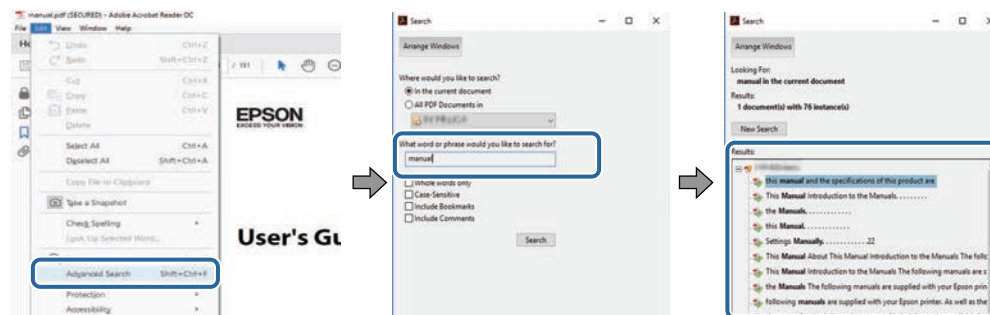 manual.pdf (SECURED) - Adobe Acrobat Reader DC
File Edit View Window Help
Undo Ctrl+Z
Redo Shift+Ctrl+Z
Cut Ctrl+X
Copy Ctrl+C
Paste Ctrl+V
Delete
Select All Ctrl+A
Deselect All Shift+Ctrl+A
Copy File to Clipboard
Take a Snapshot
Check Spelling
Look Up Selected Word...
Advanced Search Shift+Ctrl+F
Protection
Accessibility
/ 181
EPSON
EXCEED YOUR VISION
User's Gu
Search
Arrange Windows
Where would you like to search?
In the current document
All PDF Documents in
What word or phrase would you like to search for?
manual
Whole words only
Case-Sensitive
Include Bookmarks
Include Comments
Search
Search
Arrange Windows
Looking For:
manual in the current document
Results:
1 document(s) with 76 instance(s)
New Search
Results:
this manual and the specifications of this product are
This Manual Introduction to the Manuals. . . . . . . . .
the Manuals. . . . . . . . . . . .
this Manual. . . . . . . . . . . .
Settings Manually. . . . . . . . . . . .22
This Manual About This Manual Introduction to the Manuals The follo
This Manual Introduction to the Manuals The following manuals are s
the Manuals The following manuals are supplied with your Epson prin
following manuals are supplied with your Epson printer. As well as the